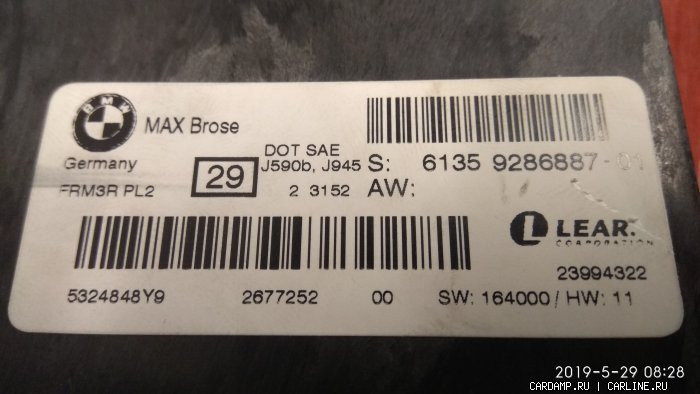 BMW
MAX Brose
Germany
29
DOT SAE
J590b, J945
S: 6135 9286887-01
FRM3R PL2
2 3152
AW:
LEAR.
CORPORATION
23994322
5324848Y9 2677252 00 SW: 164000 / HW: 11
2019-5-29 08:28
CARDAMP.RU | CARLINE.RU